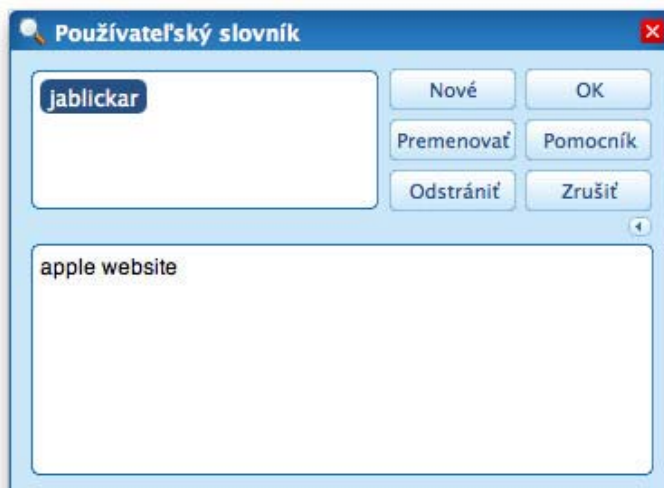 Používateľský slovník
jablickar
Nové
OK
Premenovať
Pomocník
Odstrániť
Zrušiť
apple website